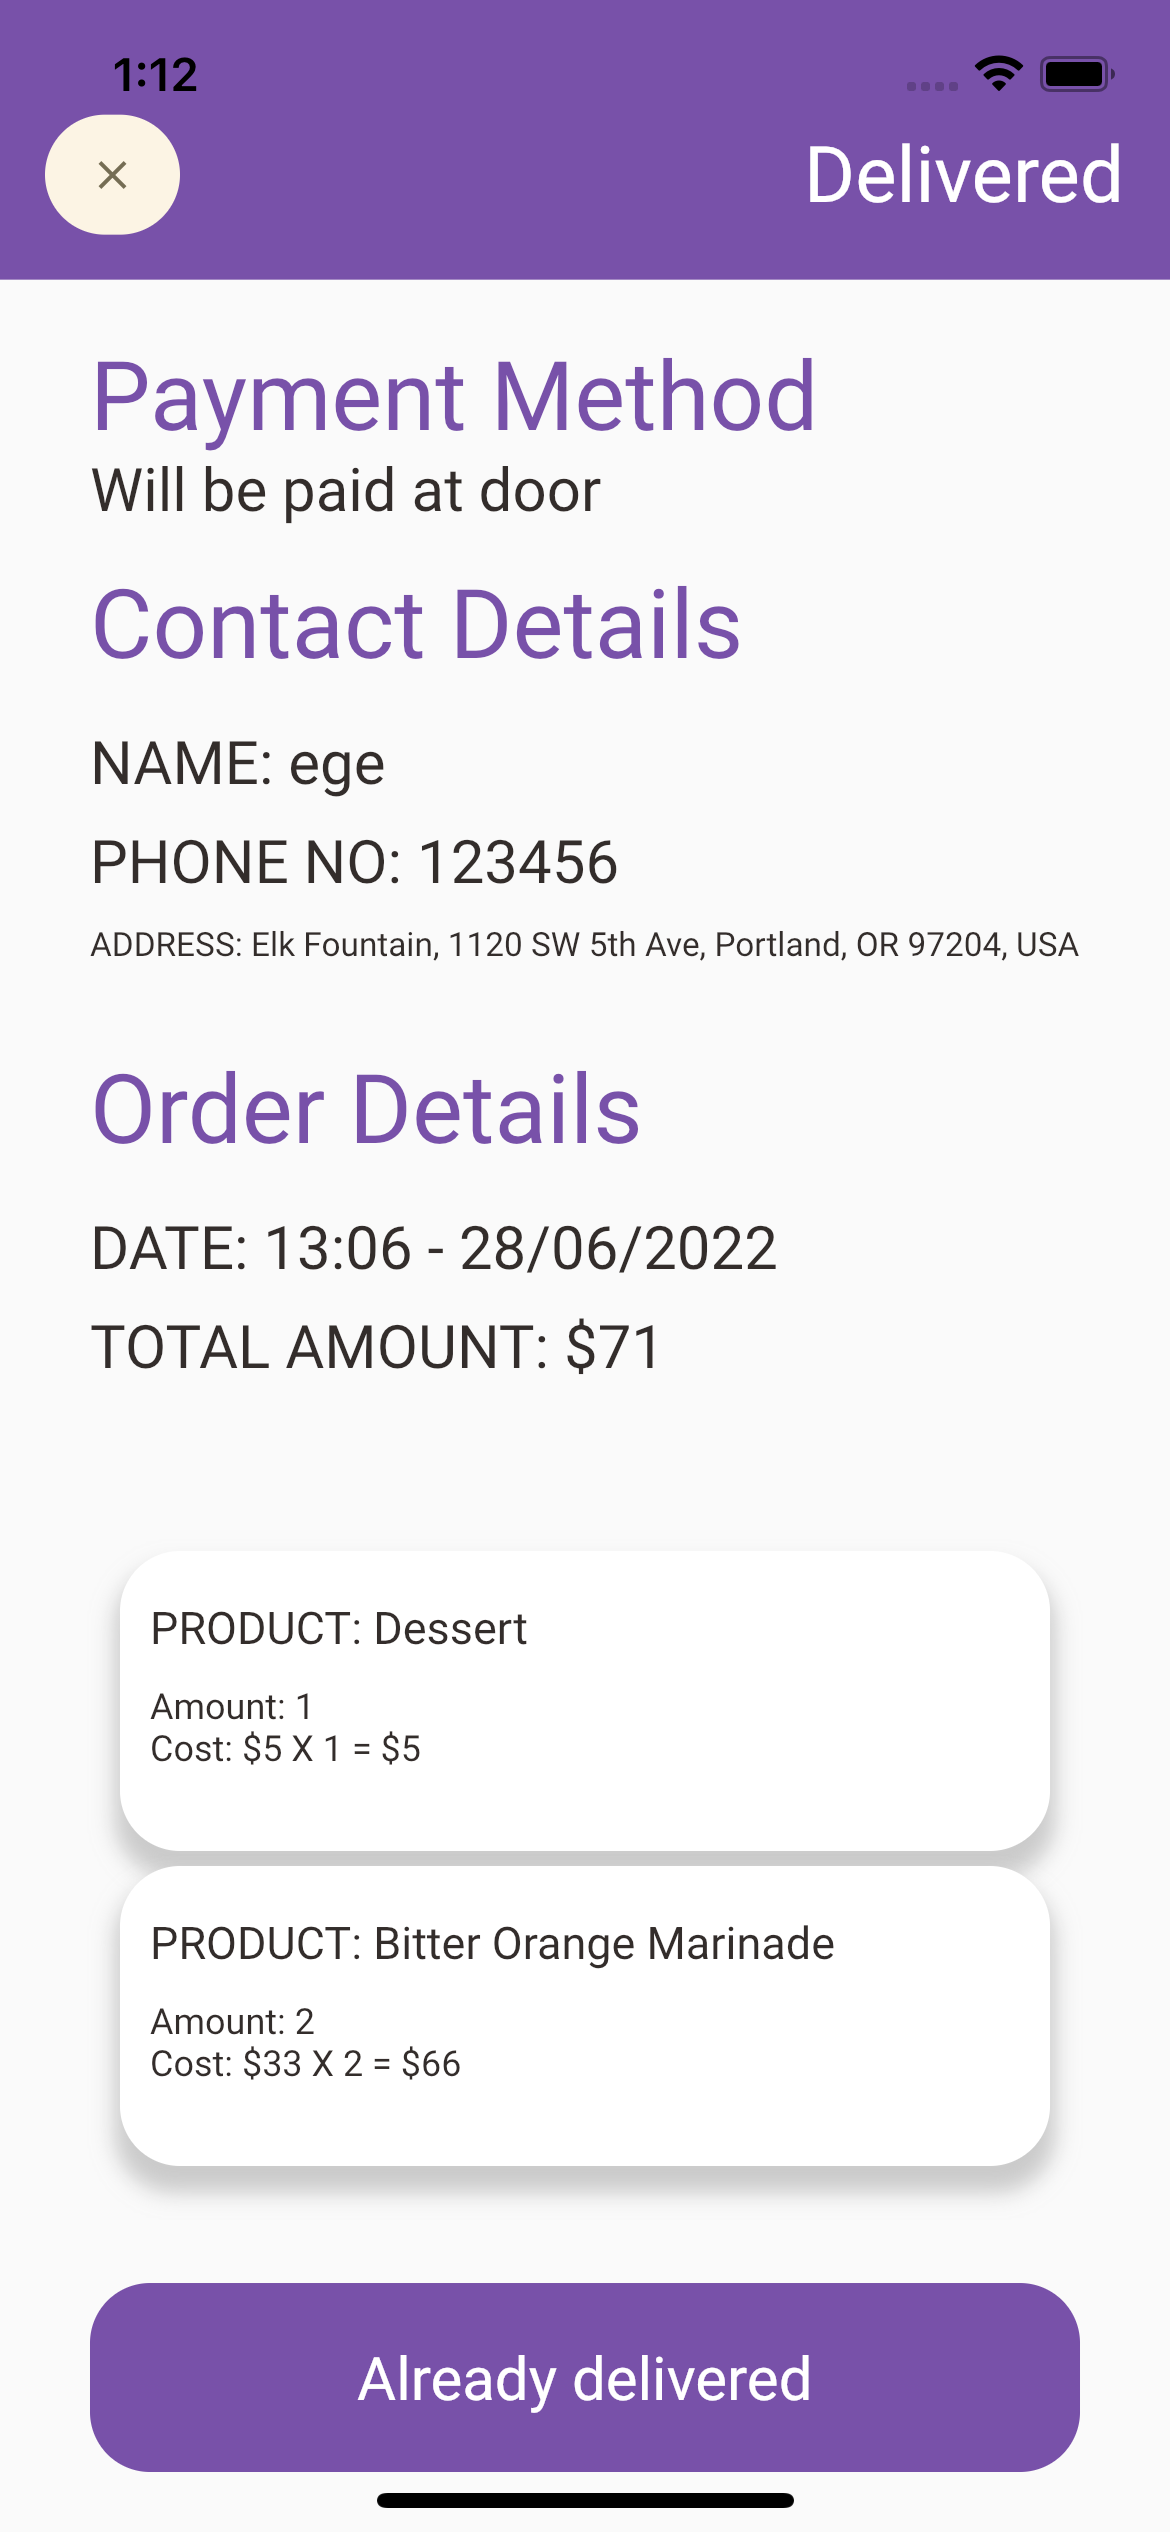 1:12
Delivered
Payment Method
Will be paid at door
Contact Details
NAME: ege
PHONE NO: 123456
ADDRESS: Elk Fountain, 1120 SW 5th Ave, Portland, OR 97204, USA
Order Details
DATE: 13:06 - 28/06/2022
TOTAL AMOUNT: $71
PRODUCT: Dessert
Amount: 1
Cost: $5 X 1 = $5
PRODUCT: Bitter Orange Marinade
Amount: 2
Cost: $33 X 2 = $66
Already delivered